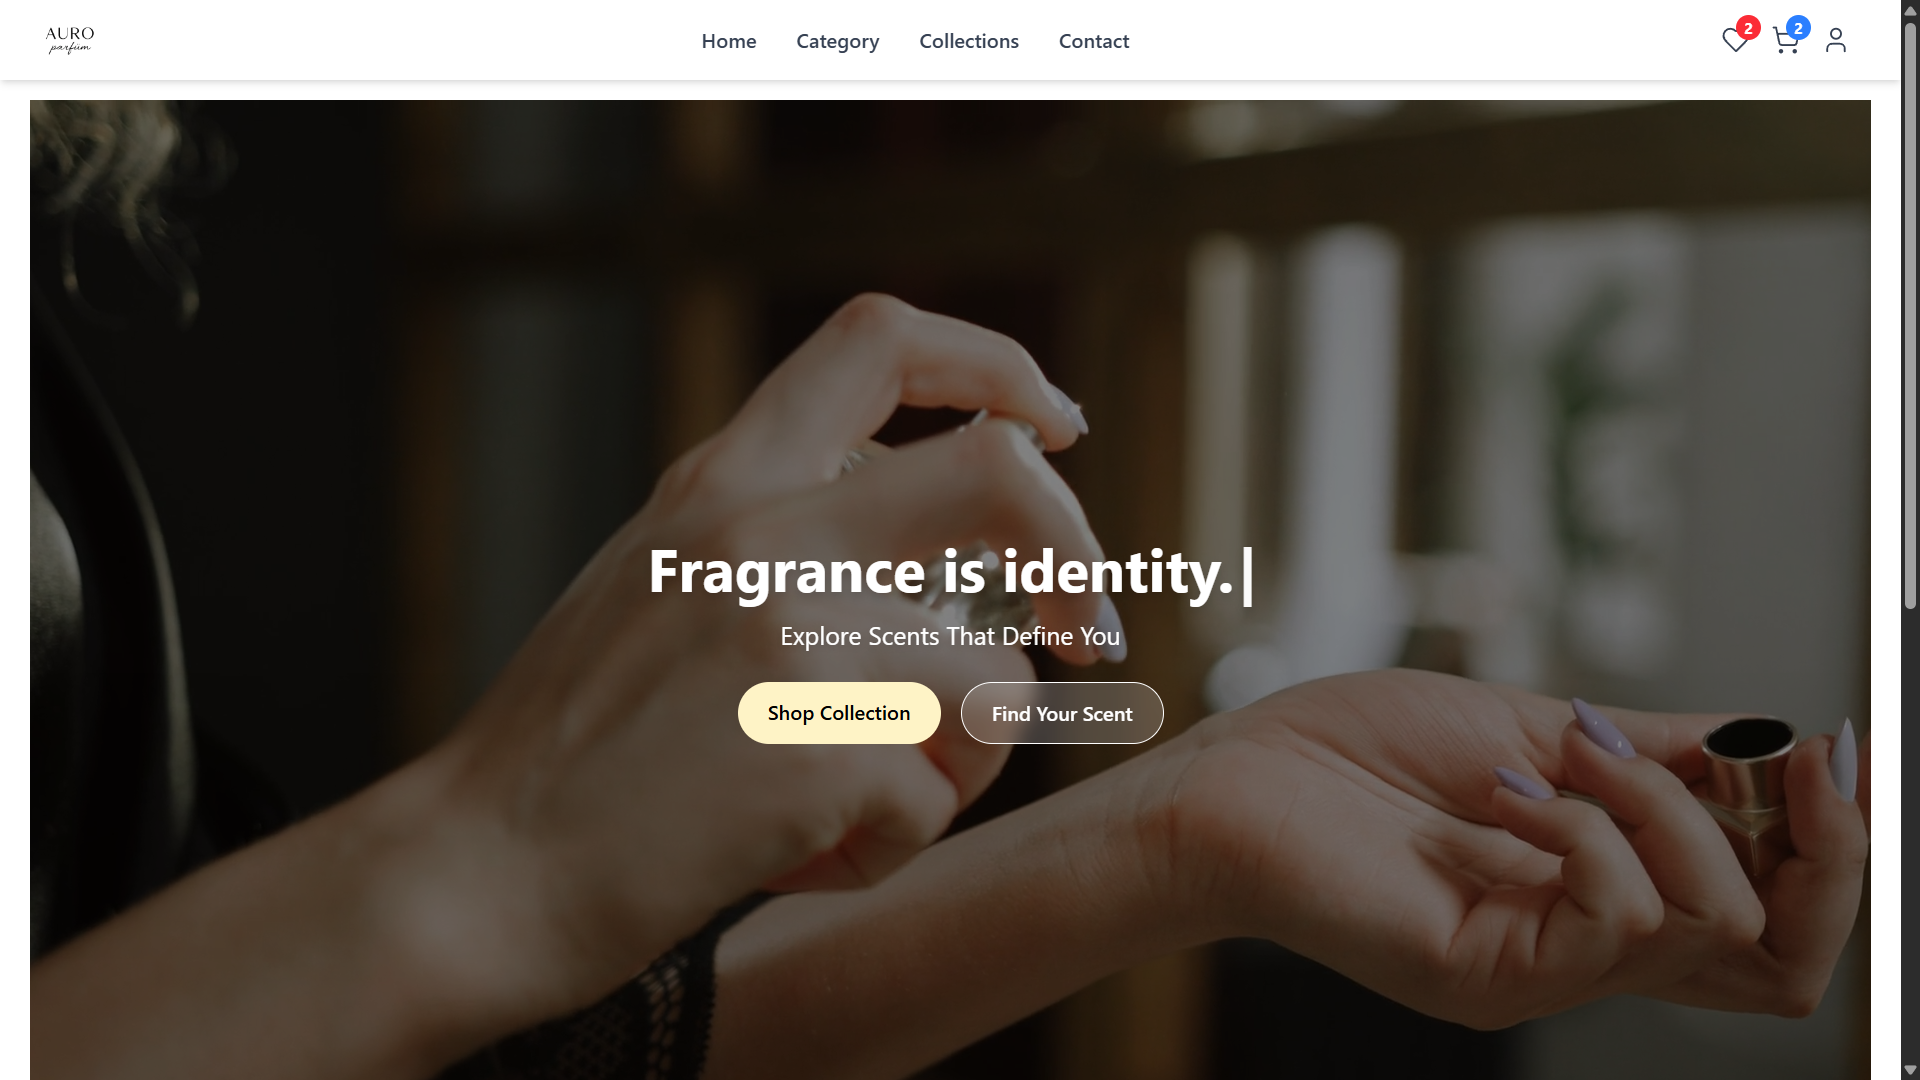 AURO
parfüm
Home
Category
Collections
Contact
2
2
Fragrance is identity.|
Explore Scents That Define You
Shop Collection
Find Your Scent